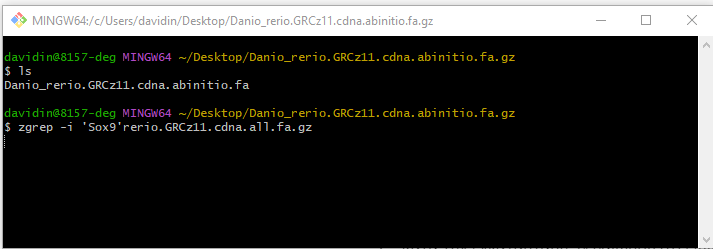 MINGW64:/c/Users/davidin/Desktop/Danio_rerio.GRCz11.cdna.abinitio.fa.gz
davidin@8157-deg MINGW64 ~/Desktop/Danio_rerio.GRCz11.cdna.abinitio.fa.gz
$ ls
Danio_rerio.GRCz11.cdna.abinitio.fa
davidin@8157-deg MINGW64 ~/Desktop/Danio_rerio.GRCz11.cdna.abinitio.fa.gz
$ zgrep -i 'Sox9'rerio.GRCz11.cdna.all.fa.gz